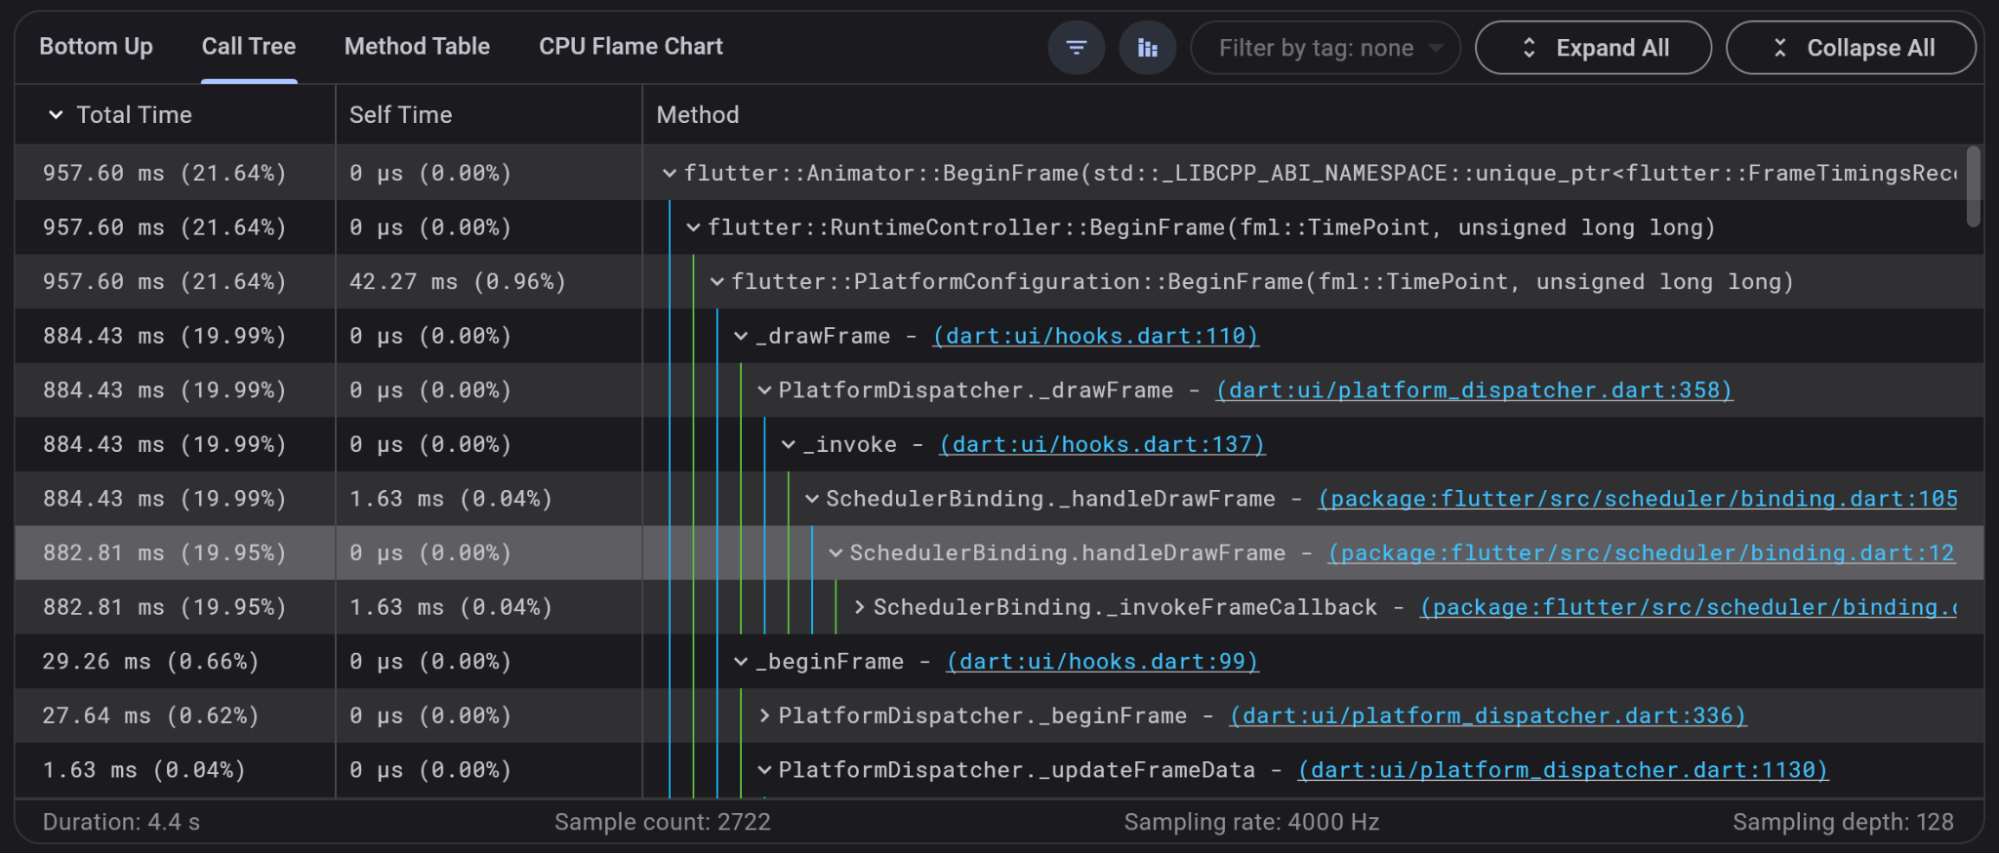 Bottom Up Call Tree Method Table CPU Flame Chart Filter by tag: none Expand All Collapse All
Total Time Self Time Method
957.60 ms (21.64%) 0 µs (0.00%) flutter::Animator::BeginFrame(std::_LIBCPP_ABI_NAMESPACE::unique_ptr<flutter::FrameTimingsRec
957.60 ms (21.64%) 0 µs (0.00%) flutter::RuntimeController::BeginFrame(fml::TimePoint, unsigned long long)
957.60 ms (21.64%) 42.27 ms (0.96%) flutter::PlatformConfiguration::BeginFrame(fml::TimePoint, unsigned long long)
884.43 ms (19.99%) 0 µs (0.00%) _drawFrame - (dart:ui/hooks.dart:110)
884.43 ms (19.99%) 0 µs (0.00%) PlatformDispatcher._drawFrame - (dart:ui/platform_dispatcher.dart:358)
884.43 ms (19.99%) 0 µs (0.00%) _invoke - (dart:ui/hooks.dart:137)
884.43 ms (19.99%) 1.63 ms (0.04%) SchedulerBinding._handleDrawFrame - (package:flutter/src/scheduler/binding.dart:105
882.81 ms (19.95%) 0 µs (0.00%) SchedulerBinding.handleDrawFrame - (package:flutter/src/scheduler/binding.dart:12
882.81 ms (19.95%) 1.63 ms (0.04%) SchedulerBinding._invokeFrameCallback - (package:flutter/src/scheduler/binding.
29.26 ms (0.66%) 0 µs (0.00%) _beginFrame - (dart:ui/hooks.dart:99)
27.64 ms (0.62%) 0 µs (0.00%) PlatformDispatcher._beginFrame - (dart:ui/platform_dispatcher.dart:336)
1.63 ms (0.04%) 0 µs (0.00%) PlatformDispatcher._updateFrameData - (dart:ui/platform_dispatcher.dart:1130)
Duration: 4.4 s Sample count: 2722 Sampling rate: 4000 Hz Sampling depth: 128